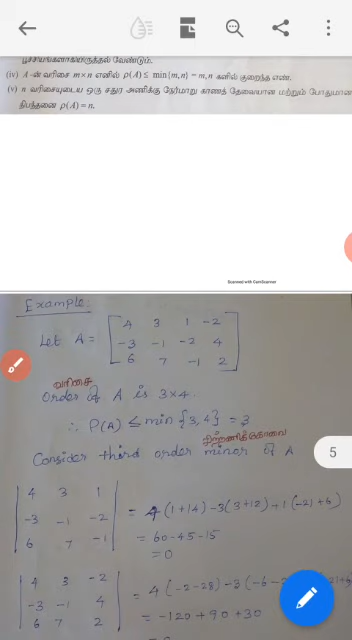 பூச்சியங்களாகயிருத்தல் வேண்டும்.
(iv) A-ன் வரிசை m×n எனில் ρ(A) ≤ min{m,n} = m,n களில் குறைந்த எண்.
(v) n வரிசையுடைய ஒரு சதுர அணிக்கு நேர்மாறு காணத் தேவையான மற்றும் போதுமான
நிபந்தனை ρ(A) = n.
Scanned with CamScanner
Example:
Let A = [ 4 3 1 -2
-3 -1 -2 4
6 7 -1 2 ]
வரிசை
Order of A is 3×4.
∴ P(A) ≤ min {3,4} = 3
சிற்றணிக்கோவை
Consider third order minor of A
5
| 4 3 1 |
| -3 -1 -2 | = 4(1+14)-3(3+12)+1(-21+6)
| 6 7 -1 | = 60-45-15
= 0
| 4 3 -2 |
| -3 -1 4 | = 4(-2-28)-3(-6-2
| 6 7 2 | = -120+90+30